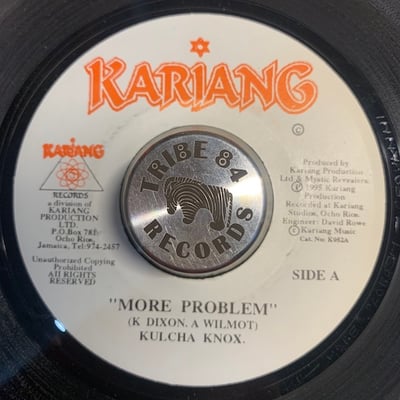 KARIANG
©
KARIANG
RECORDS
a division of
KARIANG
PRODUCTION
LTD.
P.O.Box 781
Ocho Rios,
Jamaica, Tel:974-2457
Unauthorized Copying
Prohibited
All RIGHTS
RESERVED
TRIBE 84
RECORDS
Produced by
Kariang Production
Ltd & Mystic Revealers.
℗ 1995 Kariang
Production
Recorded at Kariang
Studios, Ocho Rios.
Engineer: David Rowe
© Kariang Music
Cat. No. K952A
SIDE A
"MORE PROBLEM"
(K DIXON. A WILMOT)
KULCHA KNOX.